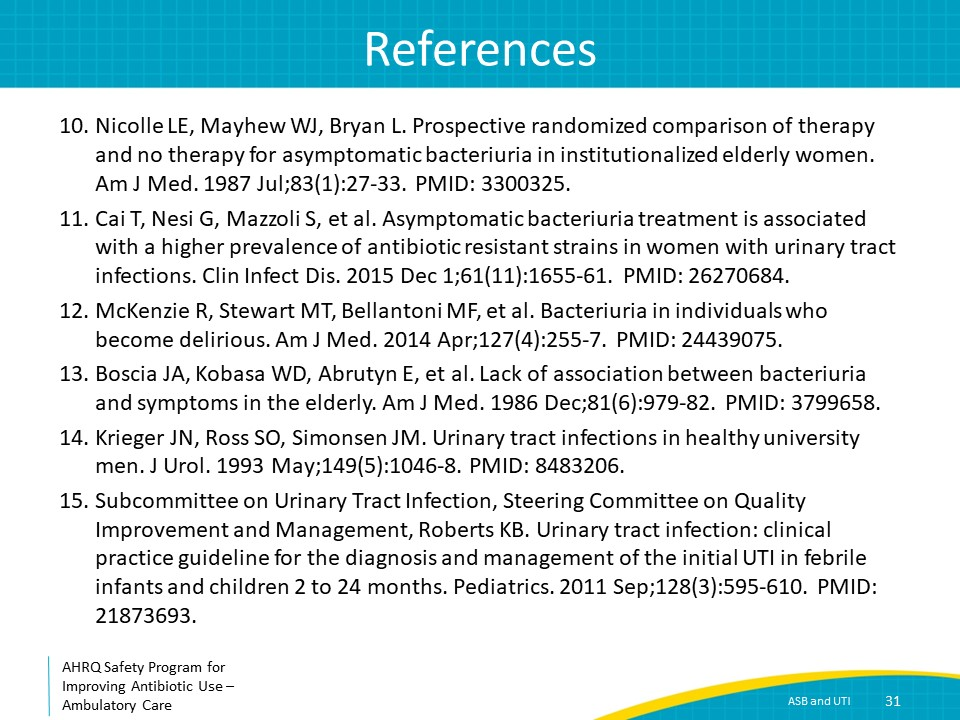 References
10. Nicolle LE, Mayhew WJ, Bryan L. Prospective randomized comparison of therapy
and no therapy for asymptomatic bacteriuria in institutionalized elderly women.
Am J Med. 1987 Jul;83(1):27-33. PMID: 3300325.
11. Cai T, Nesi G, Mazzoli S, et al. Asymptomatic bacteriuria treatment is associated
with a higher prevalence of antibiotic resistant strains in women with urinary tract
infections. Clin Infect Dis. 2015 Dec 1;61(11):1655-61. PMID: 26270684.
12. McKenzie R, Stewart MT, Bellantoni MF, et al. Bacteriuria in individuals who
become delirious. Am J Med. 2014 Apr;127(4):255-7. PMID: 24439075.
13. Boscia JA, Kobasa WD, Abrutyn E, et al. Lack of association between bacteriuria
and symptoms in the elderly. Am J Med. 1986 Dec;81(6):979-82. PMID: 3799658.
14. Krieger JN, Ross SO, Simonsen JM. Urinary tract infections in healthy university
men. J Urol. 1993 May;149(5):1046-8. PMID: 8483206.
15. Subcommittee on Urinary Tract Infection, Steering Committee on Quality
Improvement and Management, Roberts KB. Urinary tract infection: clinical
practice guideline for the diagnosis and management of the initial UTI in febrile
infants and children 2 to 24 months. Pediatrics. 2011 Sep;128(3):595-610. PMID:
21873693.
AHRQ Safety Program for
Improving Antibiotic Use –
Ambulatory Care
ASB and UTI 31